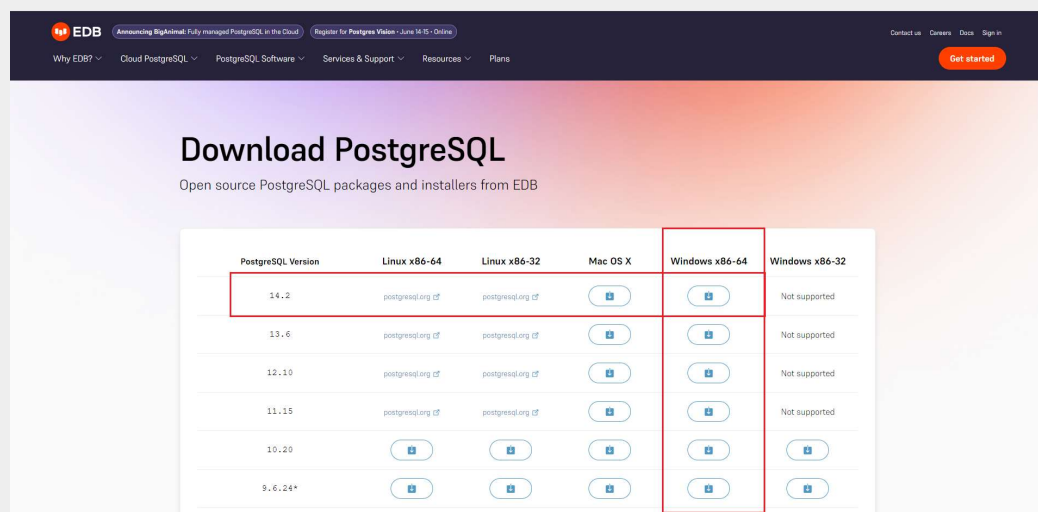 EDB
Announcing BigAnimal: Fully managed PostgreSQL in the Cloud
Register for Postgres Vision • June 14-15 • Online
Contact us Careers Docs Sign in
Why EDB? Cloud PostgreSQL PostgreSQL Software Services & Support Resources Plans
Get started
Download PostgreSQL
Open source PostgreSQL packages and installers from EDB
PostgreSQL Version Linux x86-64 Linux x86-32 Mac OS X Windows x86-64 Windows x86-32
14.2 postgresql.org postgresql.org Not supported
13.6 postgresql.org postgresql.org Not supported
12.10 postgresql.org postgresql.org Not supported
11.15 postgresql.org postgresql.org Not supported
10.20
9.6.24*